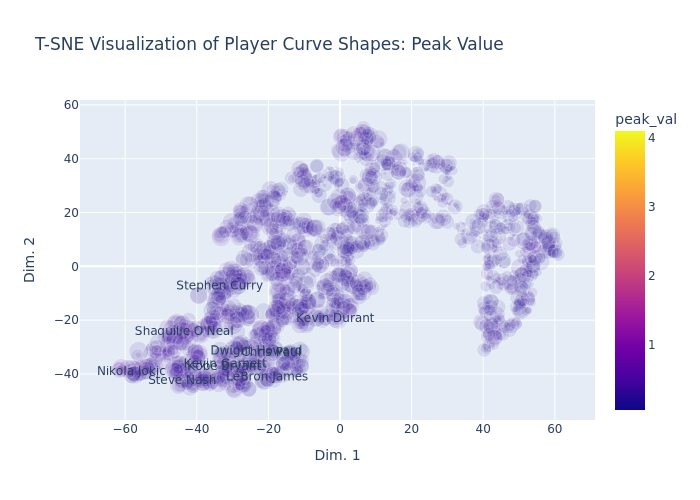 T-SNE Visualization of Player Curve Shapes: Peak Value
peak_val
4
3
2
1
60
40
20
0
−20
−40
Dim. 2
Stephen Curry
Kevin Durant
Shaquille O'Neal
Dwight Howard
Chris Paul
Kevin Garnett
Kobe Bryant
Nikola Jokic
LeBron James
Steve Nash
−60
−40
−20
0
20
40
60
Dim. 1